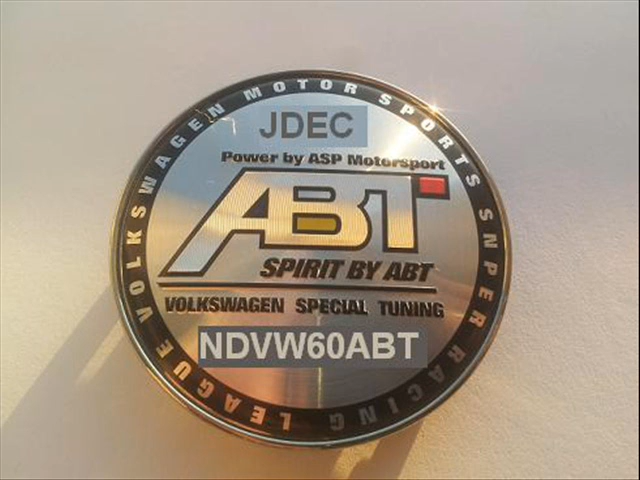 VOLKSWAGEN MOTOR SPORTS SNPER RACING LEAGUE
JDEC
Power by ASP Motorsport
ABT
SPIRIT BY ABT
VOLKSWAGEN SPECIAL TUNING
NDVW60ABT